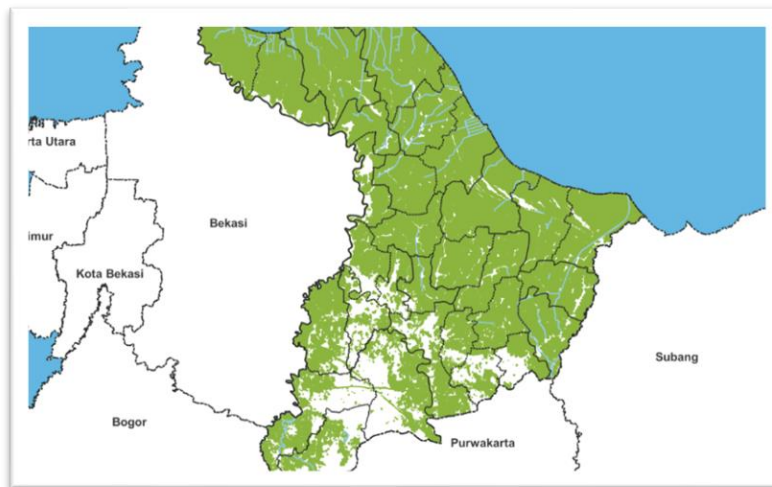 rta Utara
Bekasi
imur
Kota Bekasi
Subang
Bogor
Purwakarta